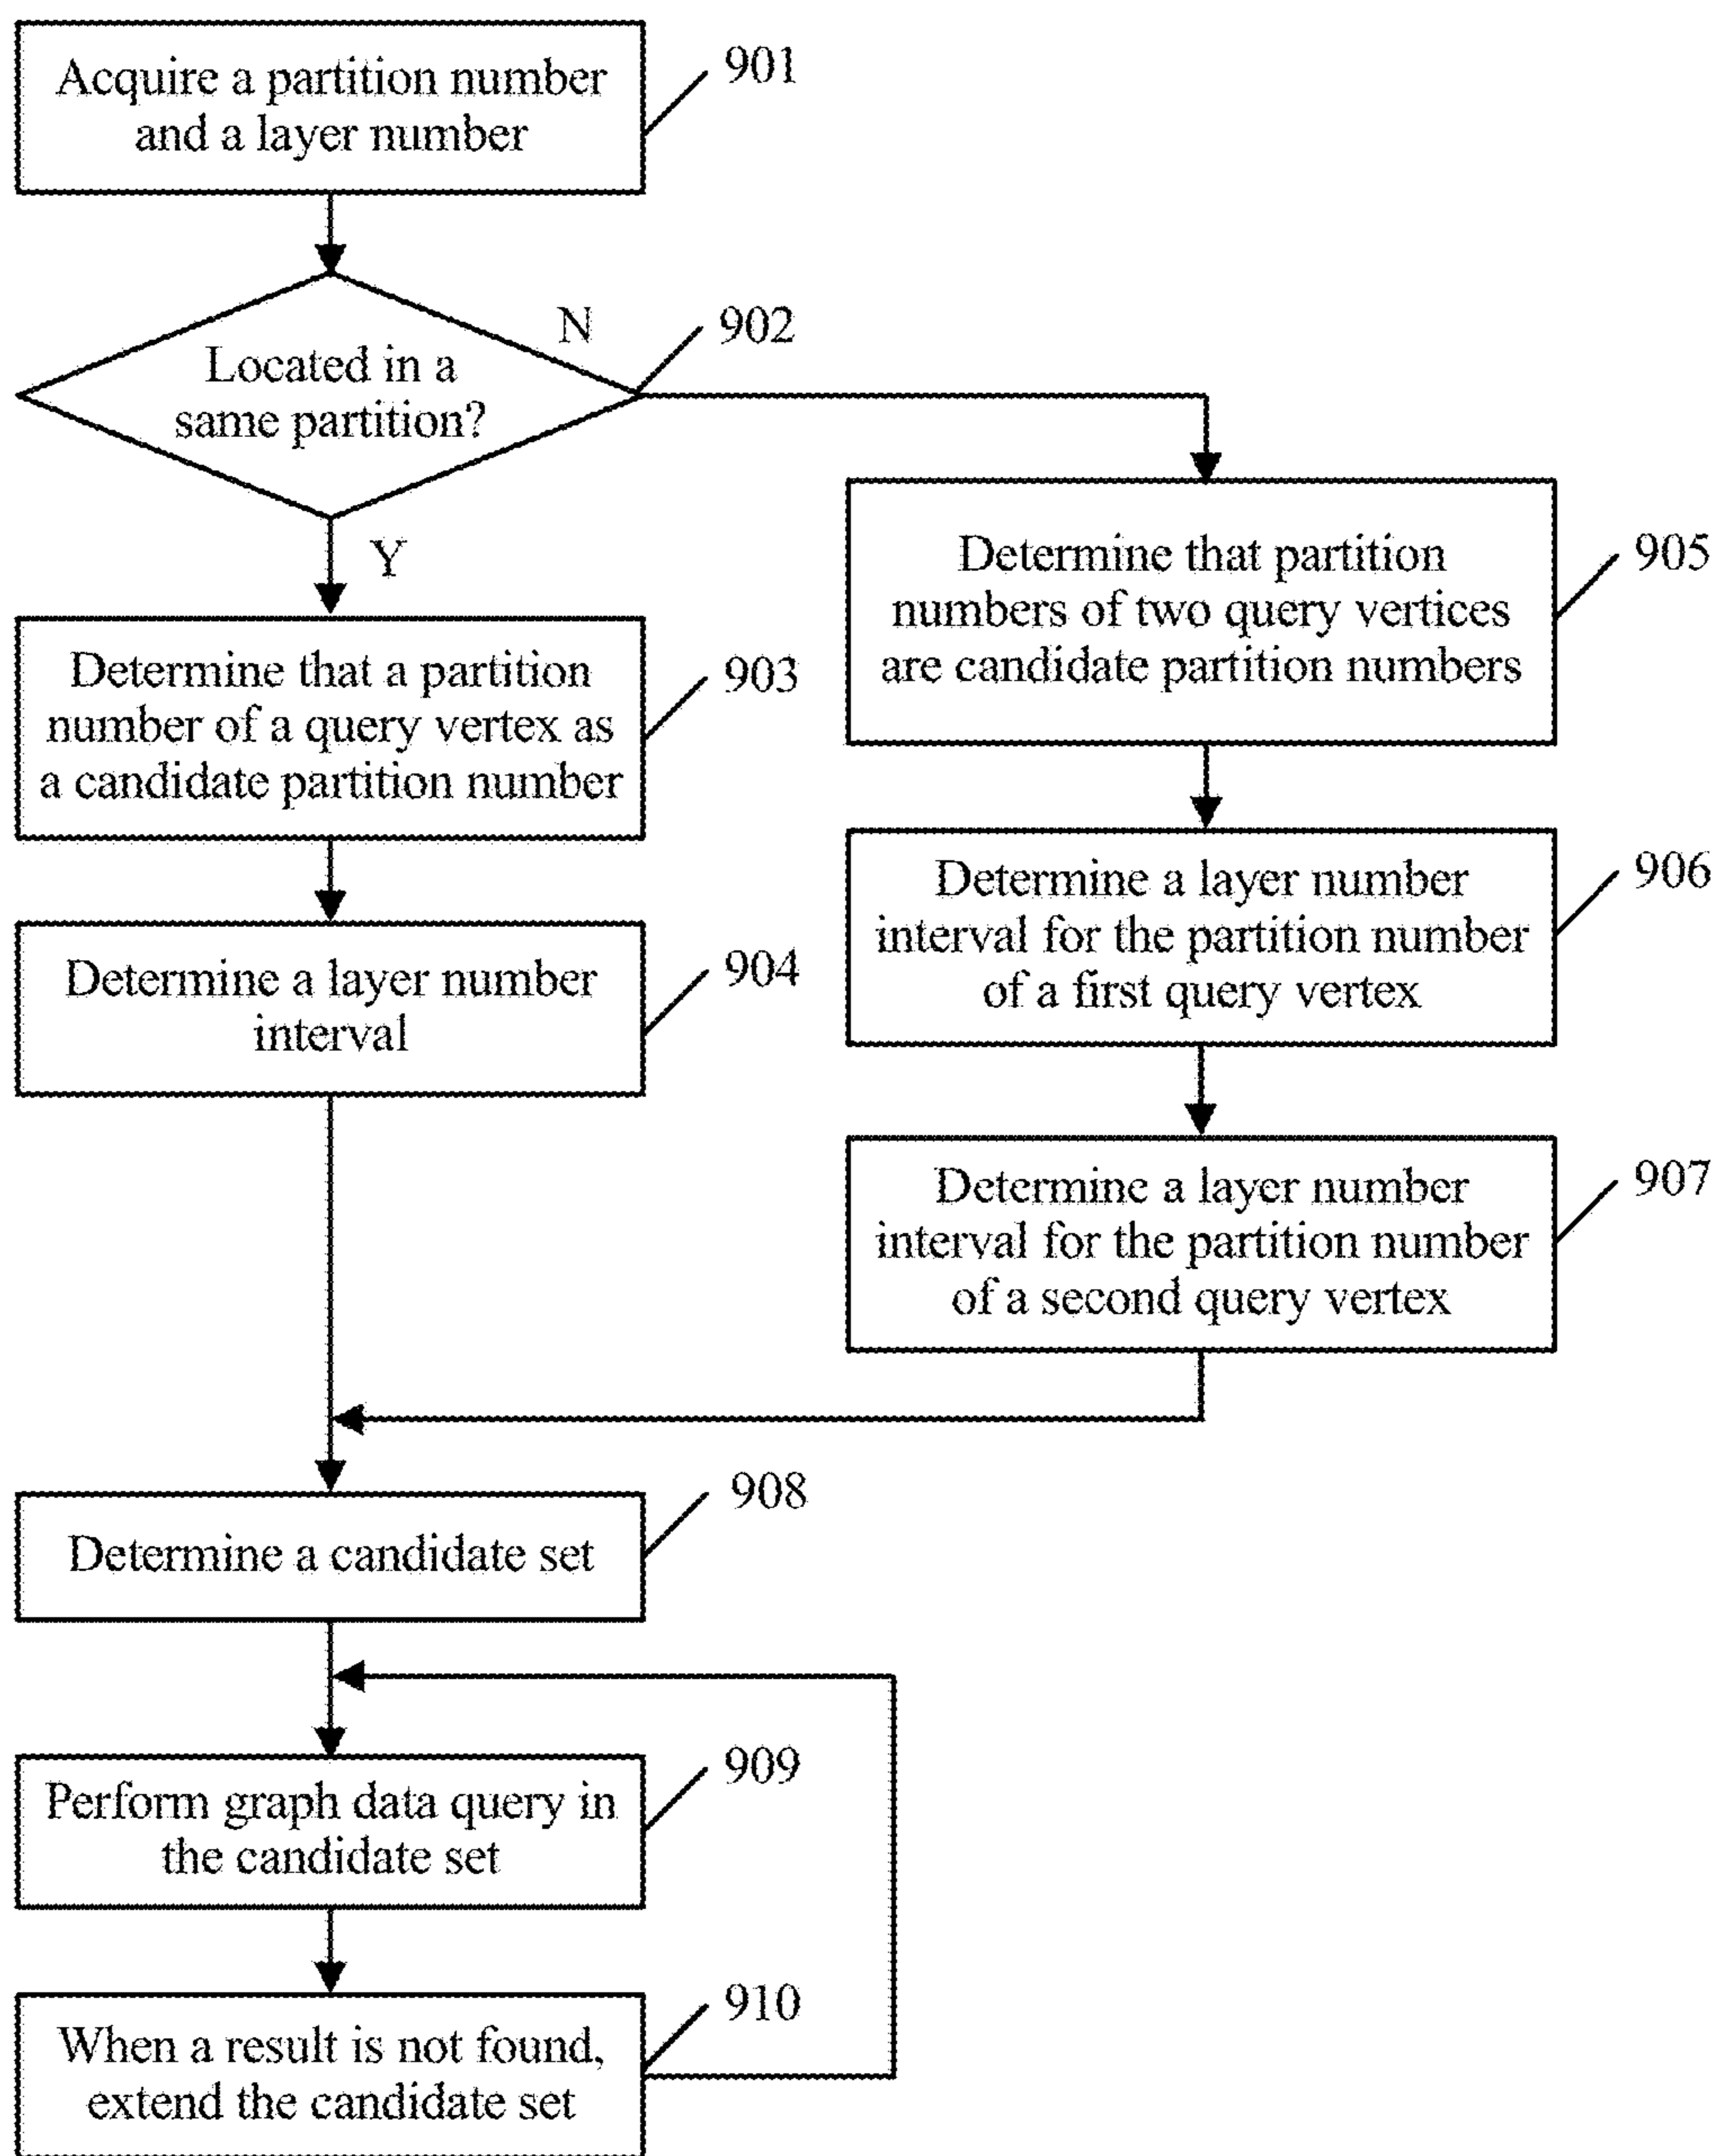 Acquire a partition number
and a layer number
901
Located in a
same partition?
N
902
Y
Determine that a partition
number of a query vertex as
a candidate partition number
903
Determine a layer number
interval
904
Determine that partition
numbers of two query vertices
are candidate partition numbers
905
Determine a layer number
interval for the partition number
of a first query vertex
906
Determine a layer number
interval for the partition number
of a second query vertex
907
Determine a candidate set
908
Perform graph data query in
the candidate set
909
When a result is not found,
extend the candidate set
910